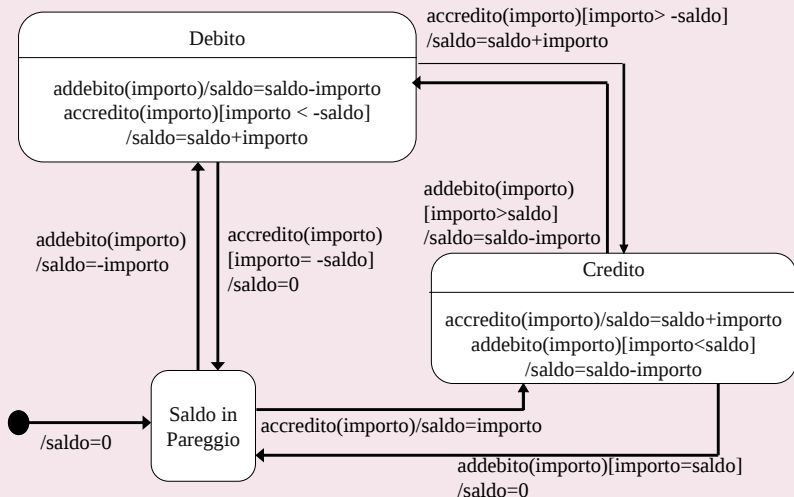 accredito(importo)[importo> -saldo]
/saldo=saldo+importo
Debito
addebito(importo)/saldo=saldo-importo
accredito(importo)[importo < -saldo]
/saldo=saldo+importo
addebito(importo)
[importo>saldo]
/saldo=saldo-importo
addebito(importo)
/saldo=-importo
accredito(importo)
[importo= -saldo]
/saldo=0
Credito
accredito(importo)/saldo=saldo+importo
addebito(importo)[importo<saldo]
/saldo=saldo-importo
Saldo in
Pareggio
/saldo=0
accredito(importo)/saldo=importo
addebito(importo)[importo=saldo]
/saldo=0